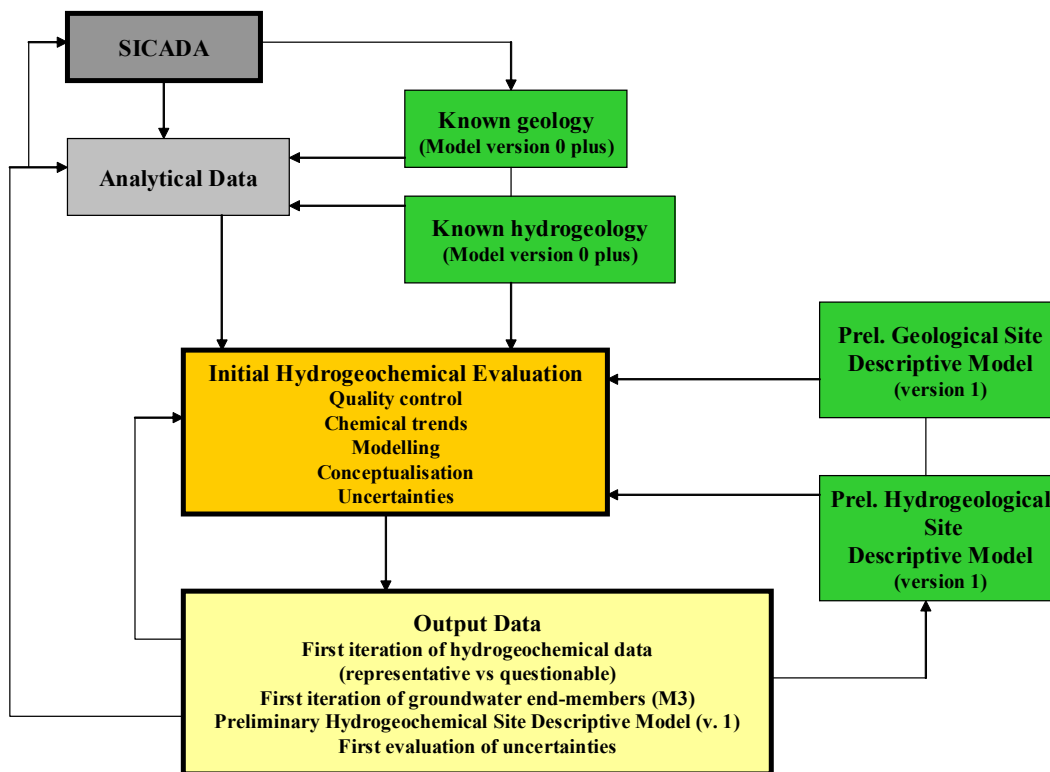 SICADA
Known geology
(Model version 0 plus)
Analytical Data
Known hydrogeology
(Model version 0 plus)
Prel. Geological Site
Descriptive Model
(version 1)
Initial Hydrogeochemical Evaluation
Quality control
Chemical trends
Modelling
Conceptualisation
Uncertainties
Prel. Hydrogeological
Site
Descriptive Model
(version 1)
Output Data
First iteration of hydrogeochemical data
(representative vs questionable)
First iteration of groundwater end-members (M3)
Preliminary Hydrogeochemical Site Descriptive Model (v. 1)
First evaluation of uncertainties